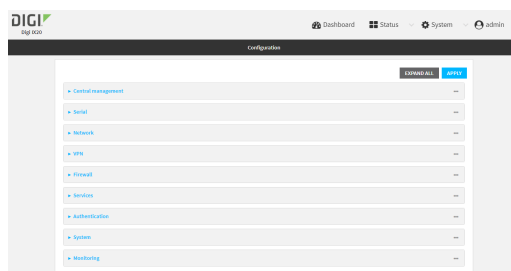 DIGI
Digi IX20
Dashboard
Status
System
admin
Configuration
EXPAND ALL
APPLY
Central management
Serial
Network
VPN
Firewall
Services
Authentication
System
Monitoring